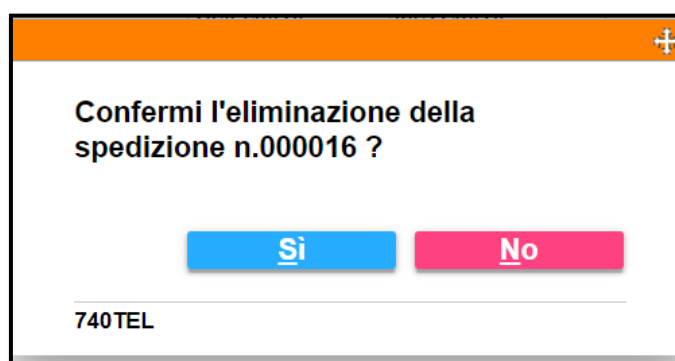 Confermi l'eliminazione della
spedizione n.000016 ?
Sì No
740TEL